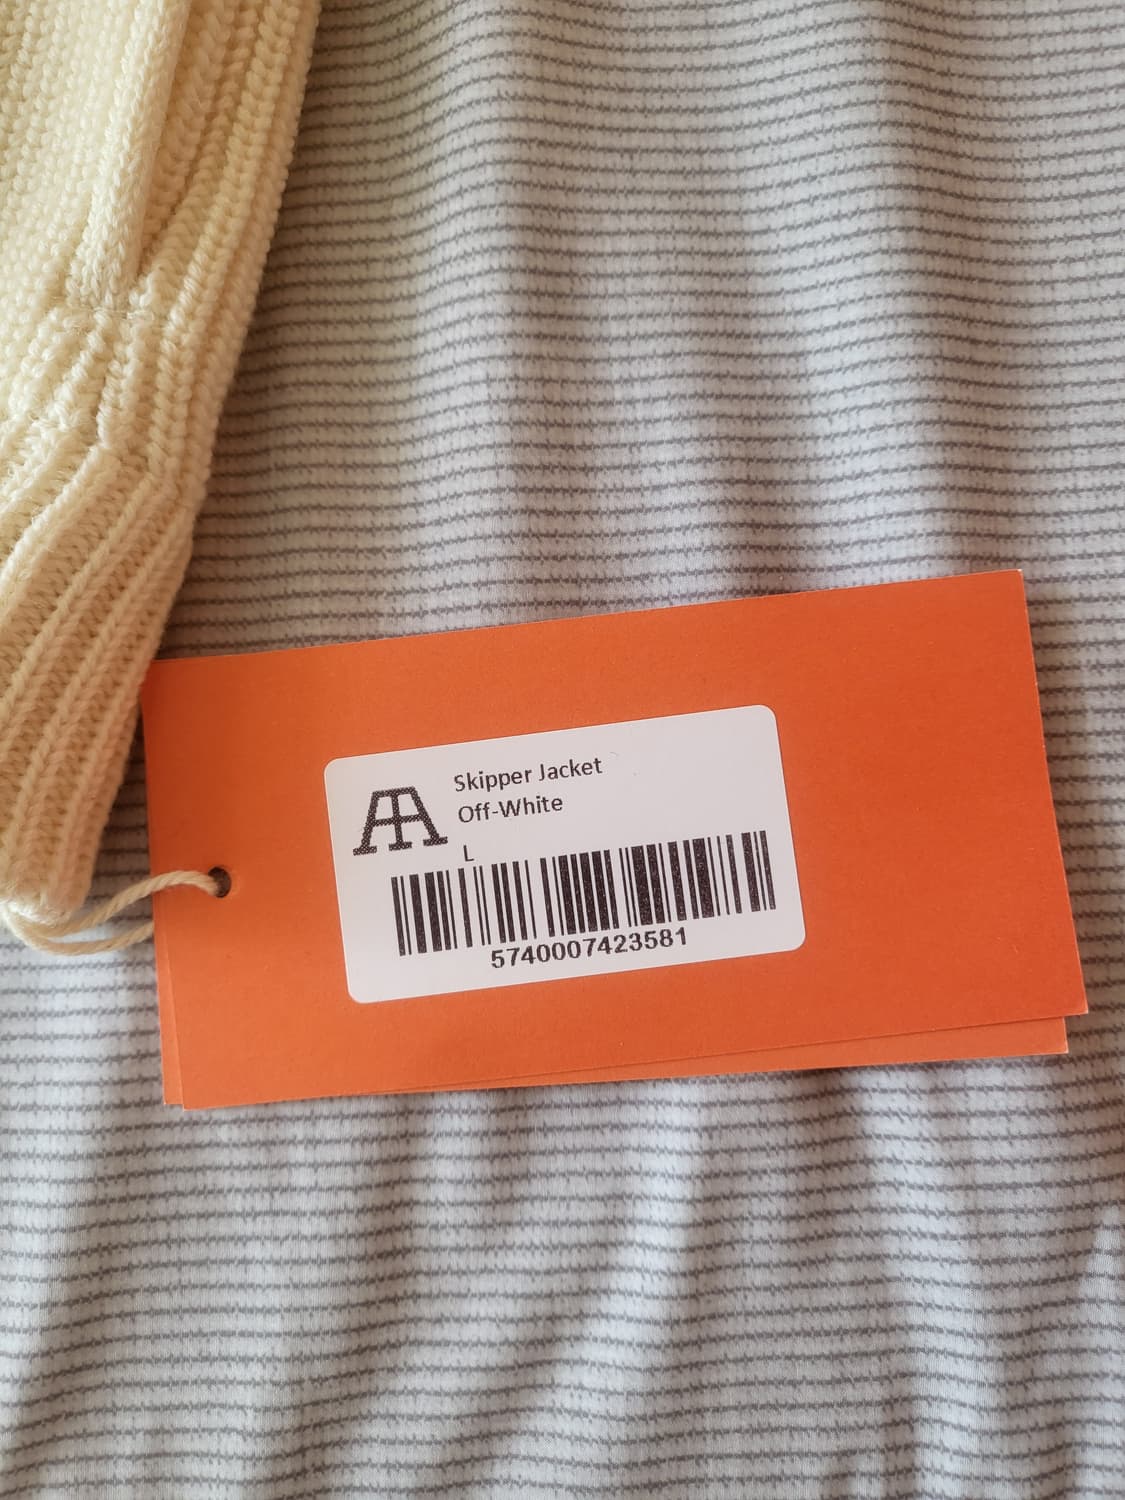 Skipper Jacket
Off-White
L
5740007423581